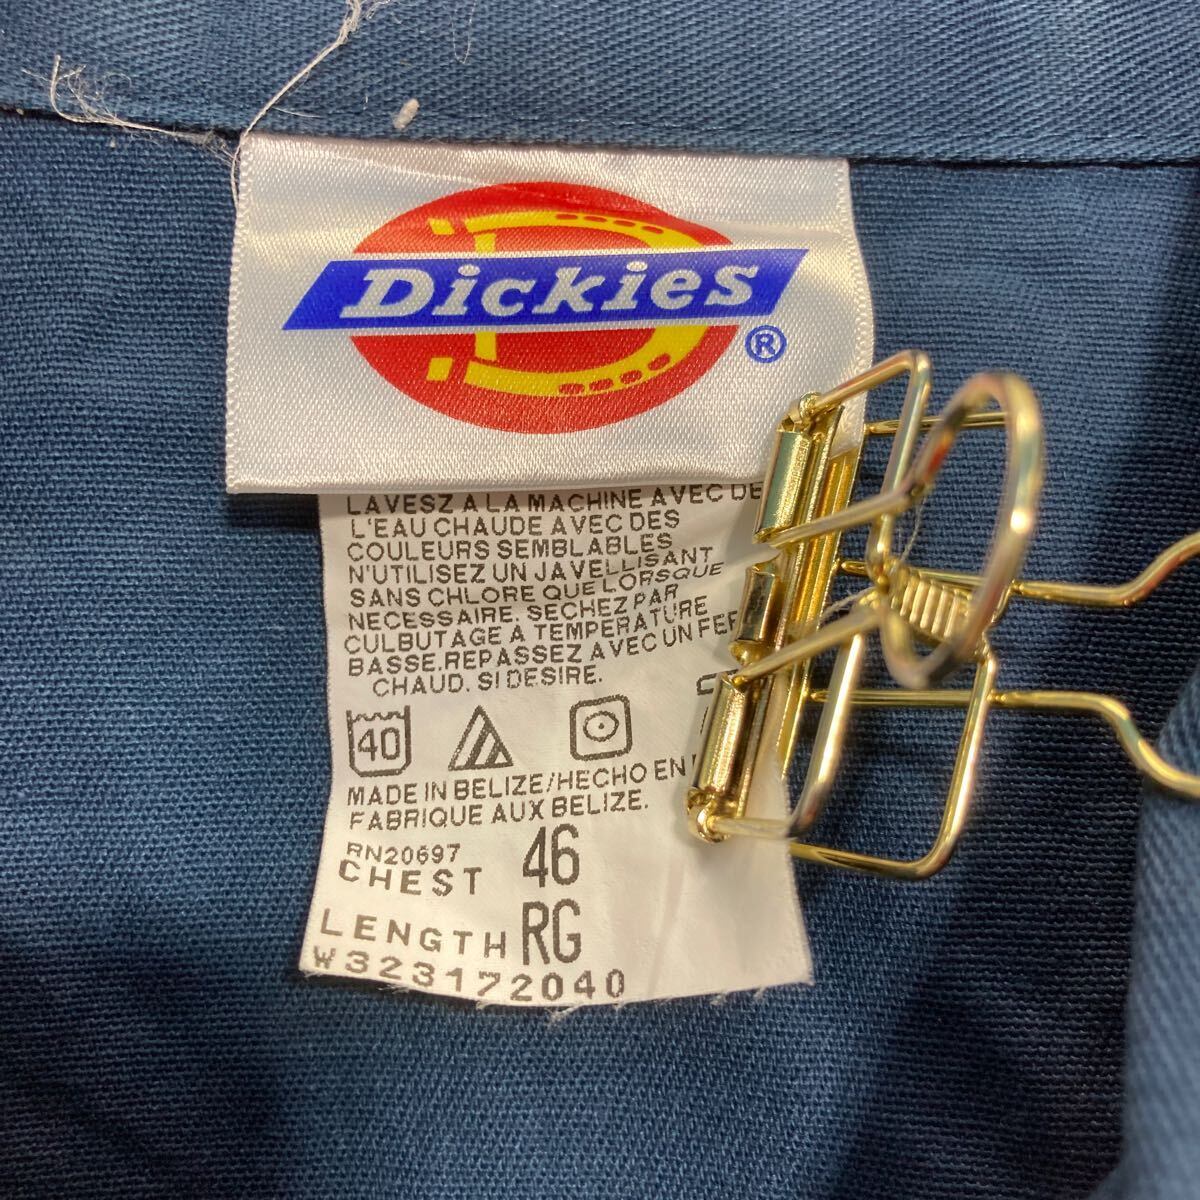 Dickies
®
LAVESZ A LA MACHINE AVEC DE
L'EAU CHAUDE AVEC DES
COULEURS SEMBLABLES
N'UTILISEZ UN JAVELLISANT
SANS CHLORE QUE LORSQUE
NECESSAIRE. SECHEZ PAR
CULBUTAGE A TEMPERATURE
BASSE. REPASSEZ AVEC UN FER
CHAUD. SI DESIRE.
40
MADE IN BELIZE/HECHO EN
FABRIQUE AUX BELIZE.
RN20697
CHEST 46
LENGTH RG
W323172040